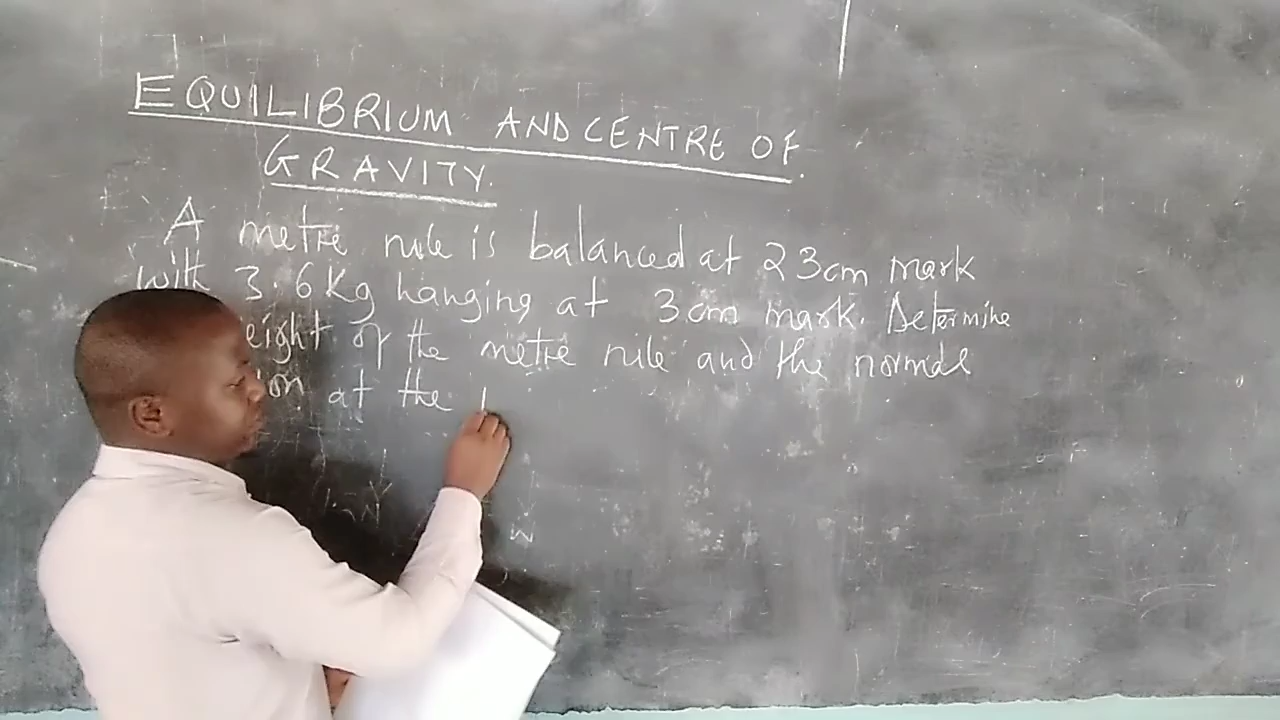 EQUILIBRIUM AND CENTRE OF
GRAVITY.
A metre rule is balanced at 23cm mark
with 3.6Kg hanging at 3cm mark. Determine
eight of the metre rule and the normal
ion at the
W